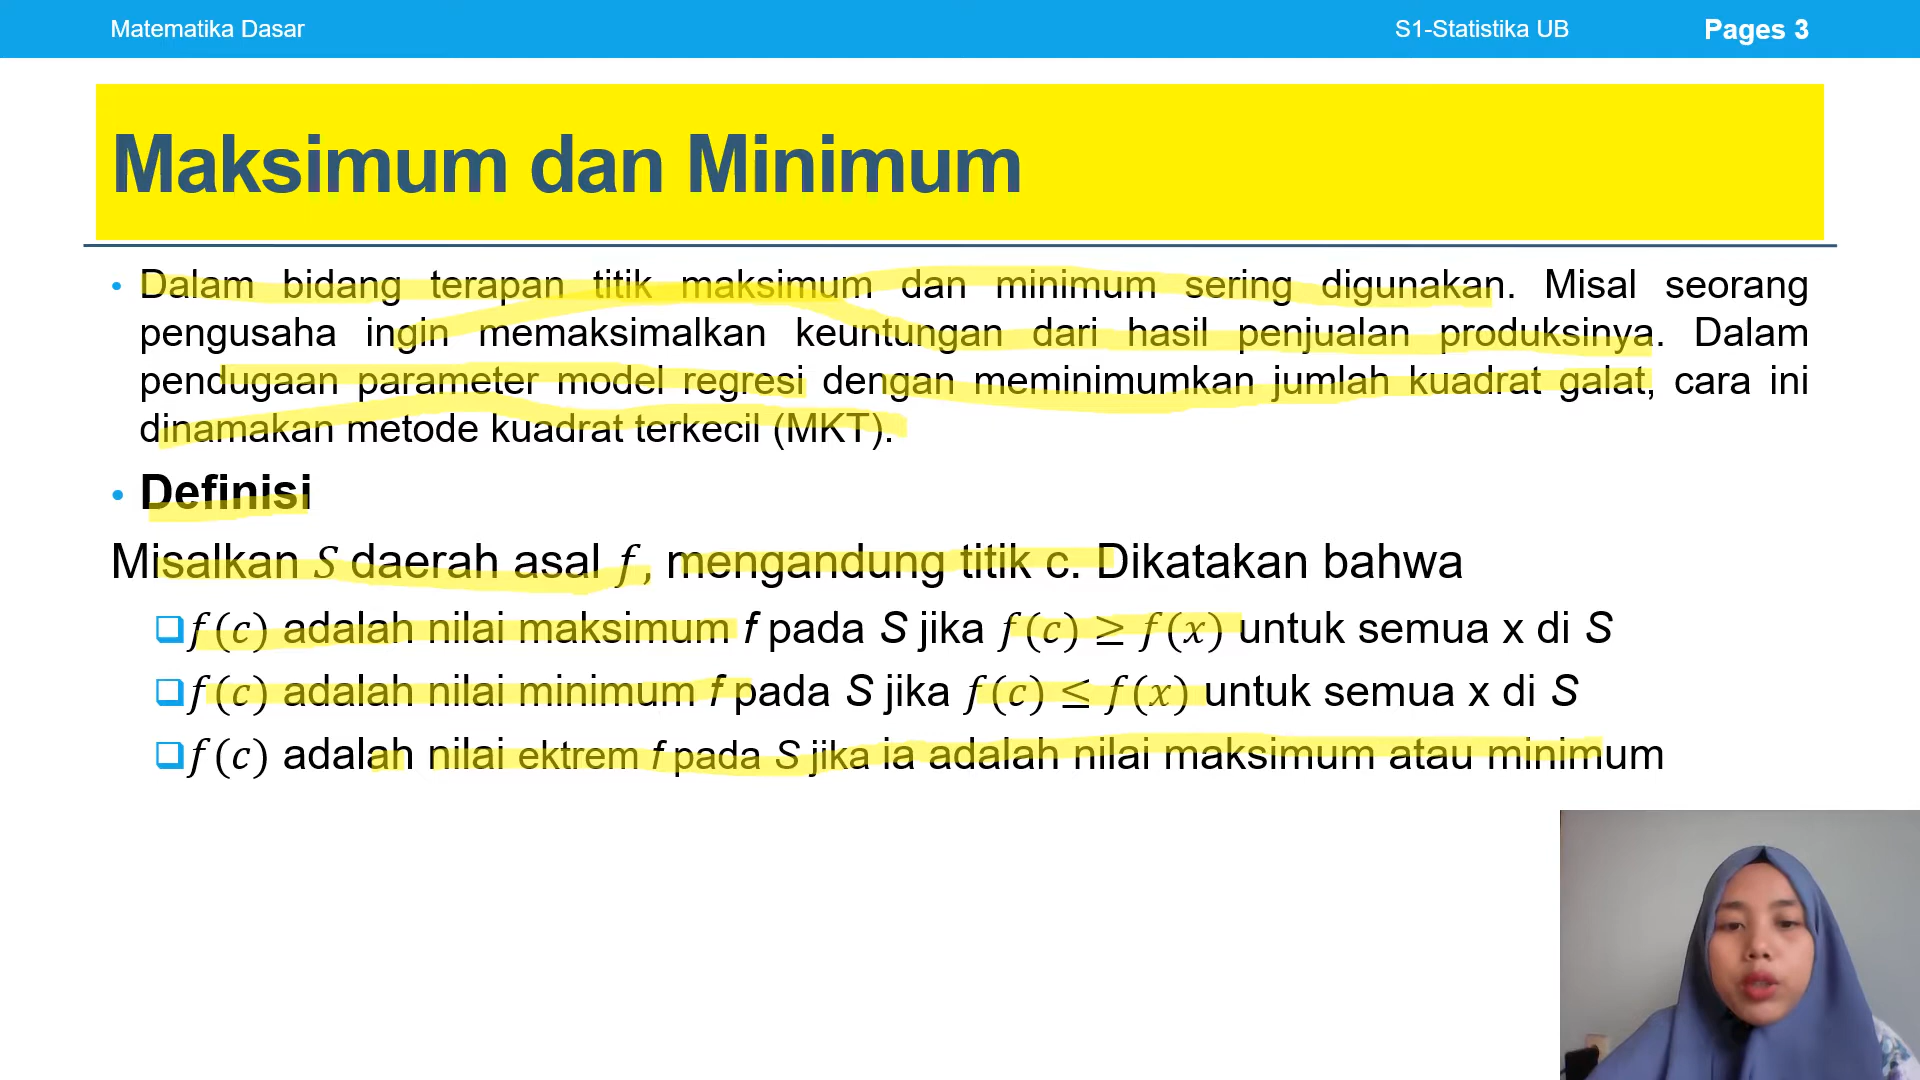 Matematika Dasar
S1-Statistika UB
Pages 3
Maksimum dan Minimum
• Dalam bidang terapan titik maksimum dan minimum sering digunakan. Misal seorang
pengusaha ingin memaksimalkan keuntungan dari hasil penjualan produksinya. Dalam
pendugaan parameter model regresi dengan meminimumkan jumlah kuadrat galat, cara ini
dinamakan metode kuadrat terkecil (MKT).
• Definisi
Misalkan S daerah asal f, mengandung titik c. Dikatakan bahwa
❑f(c) adalah nilai maksimum f pada S jika f(c) ≥ f(x) untuk semua x di S
❑f(c) adalah nilai minimum f pada S jika f(c) ≤ f(x) untuk semua x di S
❑f(c) adalah nilai ektrem f pada S jika ia adalah nilai maksimum atau minimum